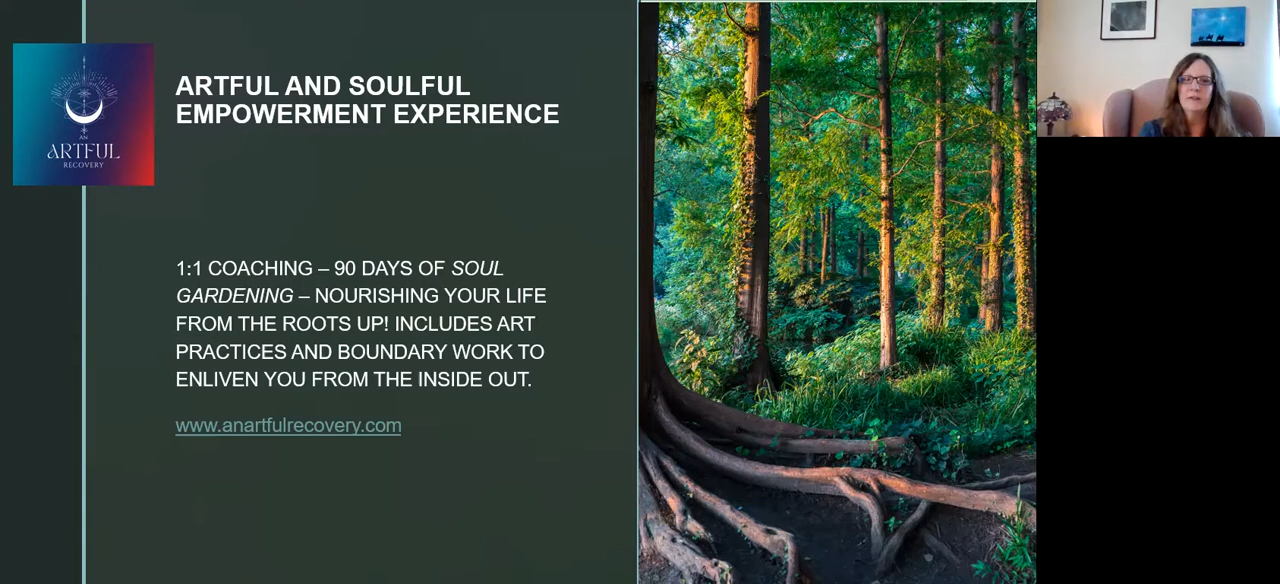 AN
ARTFUL
RECOVERY
ARTFUL AND SOULFUL
EMPOWERMENT EXPERIENCE
1:1 COACHING – 90 DAYS OF SOUL
GARDENING – NOURISHING YOUR LIFE
FROM THE ROOTS UP! INCLUDES ART
PRACTICES AND BOUNDARY WORK TO
ENLIVEN YOU FROM THE INSIDE OUT.
www.anartfulrecovery.com